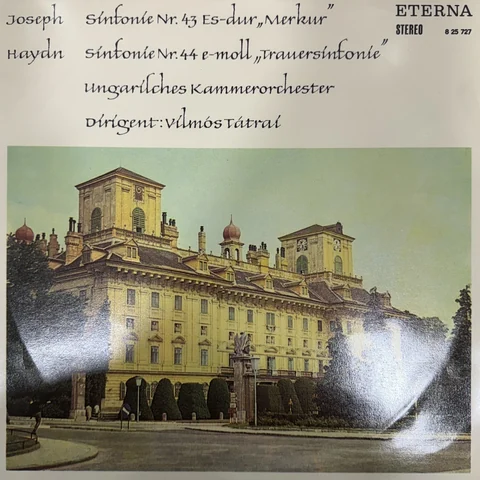 Joseph Sinfonie Nr. 43 Es-dur „Merkur”
Haydn Sinfonie Nr. 44 e-moll „Trauersinfonie”
Ungarisches Kammerorchester
Dirigent: Vilmós Tátrai
ETERNA
STEREO 8 25 727